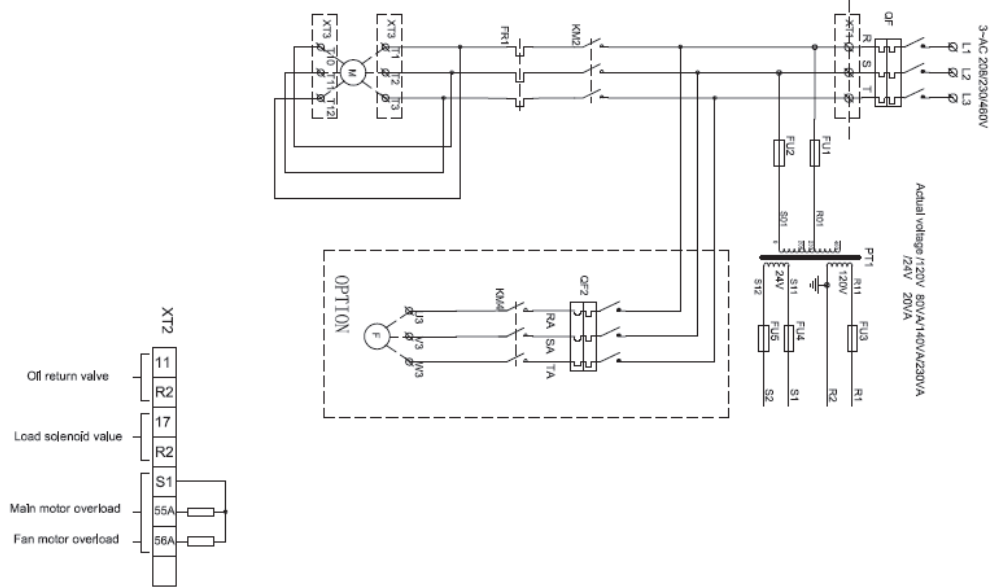 3~AC 208/230/460V
L1
L2
L3
QF
XT1
R
S
T
KM2
FR1
XT3
T1
T2
T3
XT3
T10
T11
T12
M
FU1
FU2
Actual voltage /120V 80VA/140VA/230VA
/24V 20VA
R01
S01
PT1
120V
24V
R11
S11
S12
FU3
FU4
FU5
R1
R2
S1
S2
OPTION
QF2
RA
SA
TA
KM4
U3
V3
W3
F
XT2
Oil return valve
11
R2
Load solenoid value
17
R2
S1
Main motor overload
55A
Fan motor overload
56A